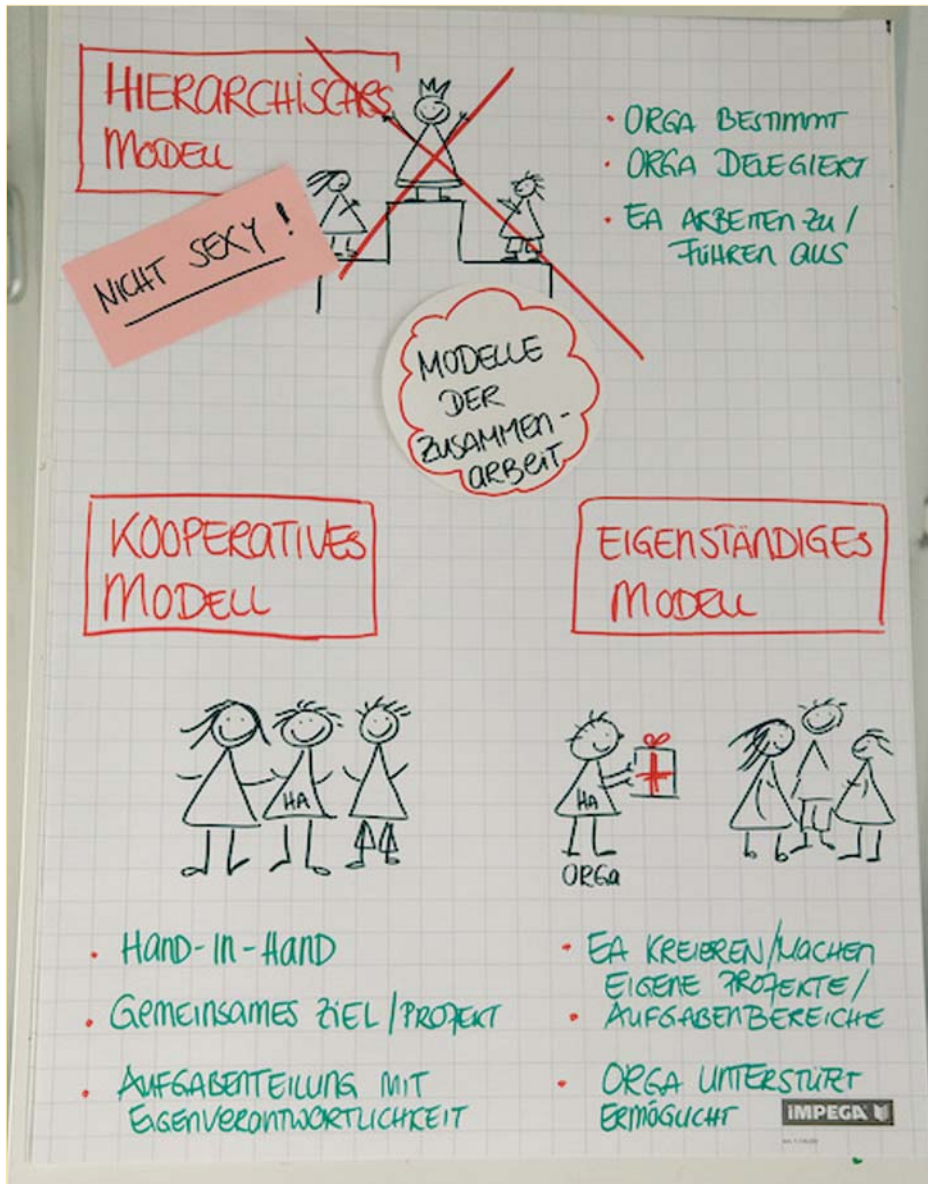 HIERARCHISCHES
MODELL
NICHT SEXY!
• ORGA BESTIMMT
• ORGA DELEGIERT
• EA ARBEITEN ZU /
FÜHREN AUS
MODELLE
DER
ZUSAMMEN-
ARBEIT
KOOPERATIVES
MODELL
HA
• HAND-IN-HAND
• GEMEINSAMES ZIEL/PROJEKT
• AUFGABENTEILUNG MIT
EIGENVERANTWORTLICHKEIT
EIGENSTÄNDIGES
MODELL
HA
ORGA
• EA KREIEREN/MACHEN
EIGENE PROJEKTE/
• AUFGABENBEREICHE
• ORGA UNTERSTÜTZT
ERMÖGLICHT
IMPEGA